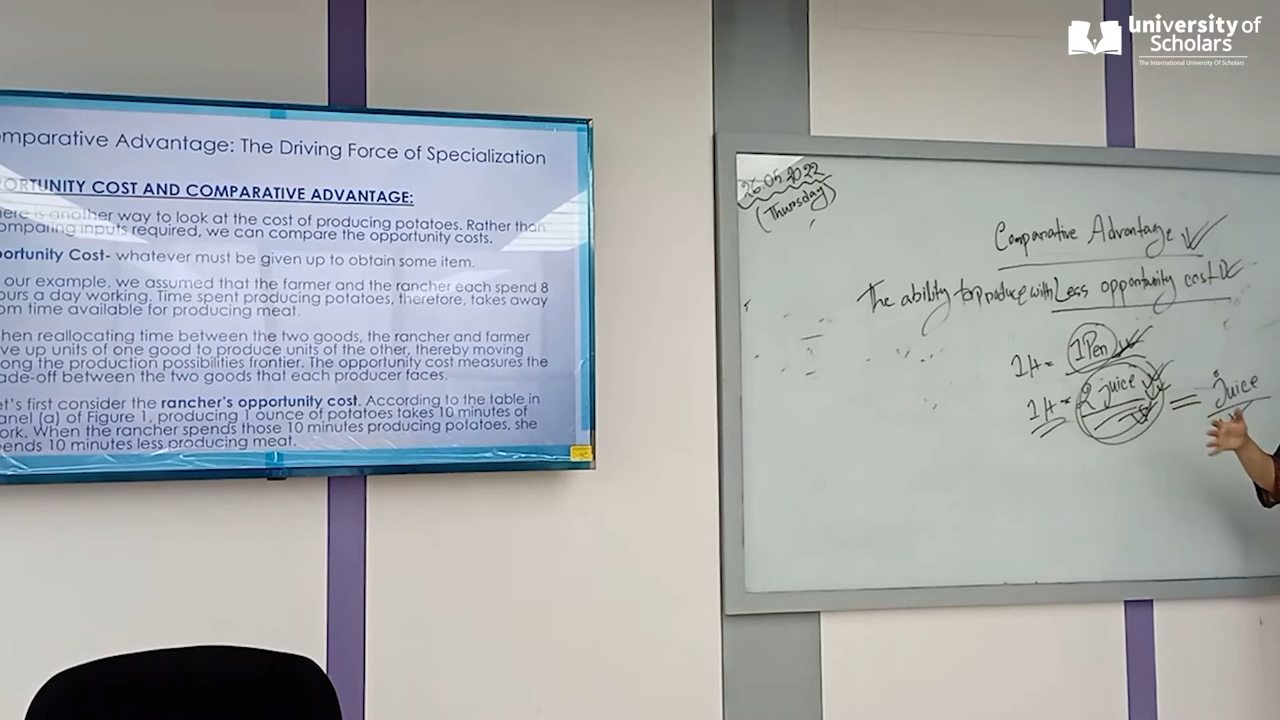 university of
Scholars
The International University Of Scholars
omparative Advantage: The Driving Force of Specialization
PORTUNITY COST AND COMPARATIVE ADVANTAGE:
ere is another way to look at the cost of producing potatoes. Rather than
omparing inputs required, we can compare the opportunity costs.
portunity Cost- whatever must be given up to obtain some item.
our example, we assumed that the farmer and the rancher each spend 8
ours a day working. Time spent producing potatoes, therefore, takes away
om time available for producing meat.
hen reallocating time between the two goods, the rancher and farmer
ve up units of one good to produce units of the other, thereby moving
ong the production possibilities frontier. The opportunity cost measures the
ade-off between the two goods that each producer faces.
et's first consider the rancher's opportunity cost. According to the table in
anel (a) of Figure 1, producing 1 ounce of potatoes takes 10 minutes of
ork. When the rancher spends those 10 minutes producing potatoes, she
ends 10 minutes less producing meat.
26.05.2022
(Thursday)
Comparative Advantage
The ability to produce with Less opportunity cost
1H = 1 Pen
1H = 2 juice = Juice